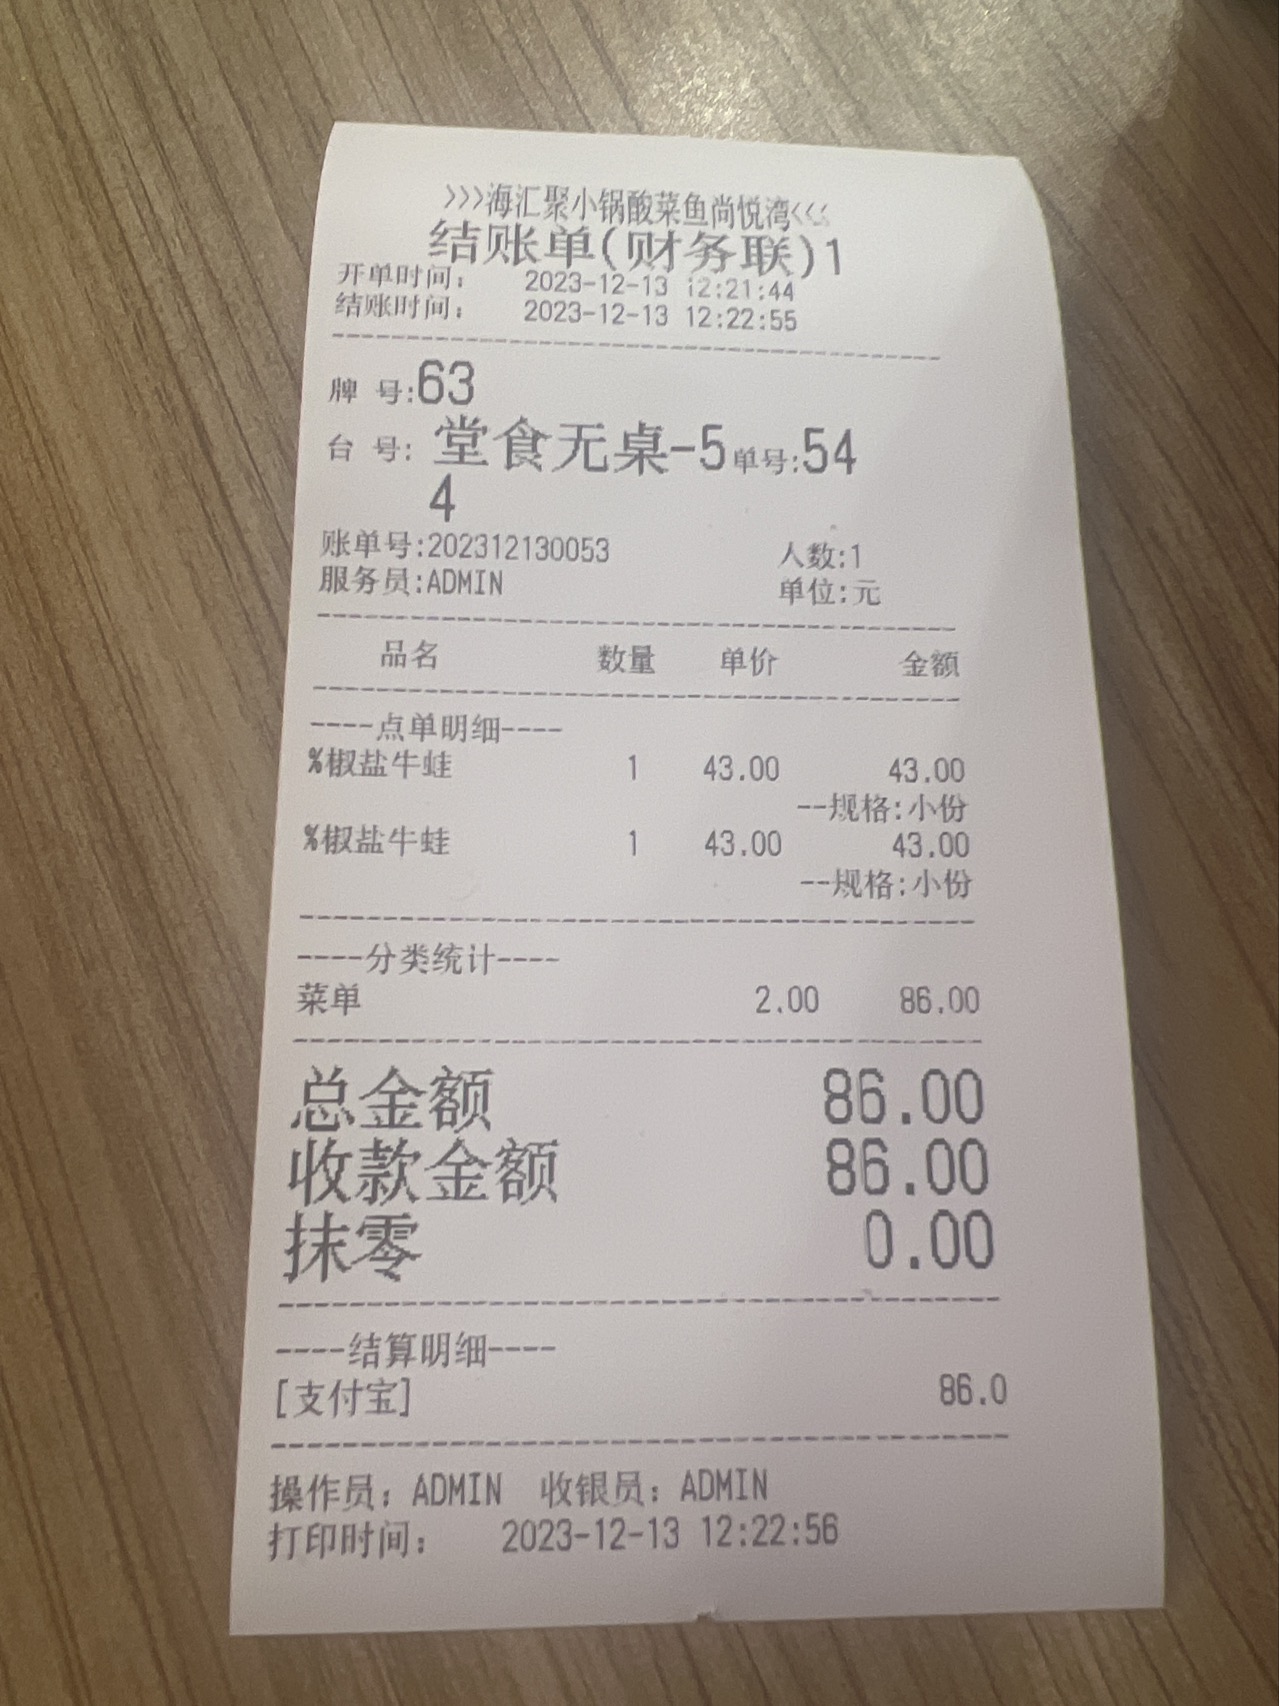 >>>海汇聚小锅酸菜鱼尚悦湾<<<
结账单(财务联)1
开单时间： 2023-12-13 12:21:44
结账时间： 2023-12-13 12:22:55
牌 号:63
台 号: 堂食无桌-5单号:54
4
账单号:202312130053 人数:1
服务员:ADMIN 单位:元
品名 数量 单价 金额
----点单明细----
%椒盐牛蛙 1 43.00 43.00
--规格:小份
%椒盐牛蛙 1 43.00 43.00
--规格:小份
----分类统计----
菜单 2.00 86.00
总金额 86.00
收款金额 86.00
抹零 0.00
----结算明细----
[支付宝] 86.0
操作员：ADMIN 收银员：ADMIN
打印时间： 2023-12-13 12:22:56